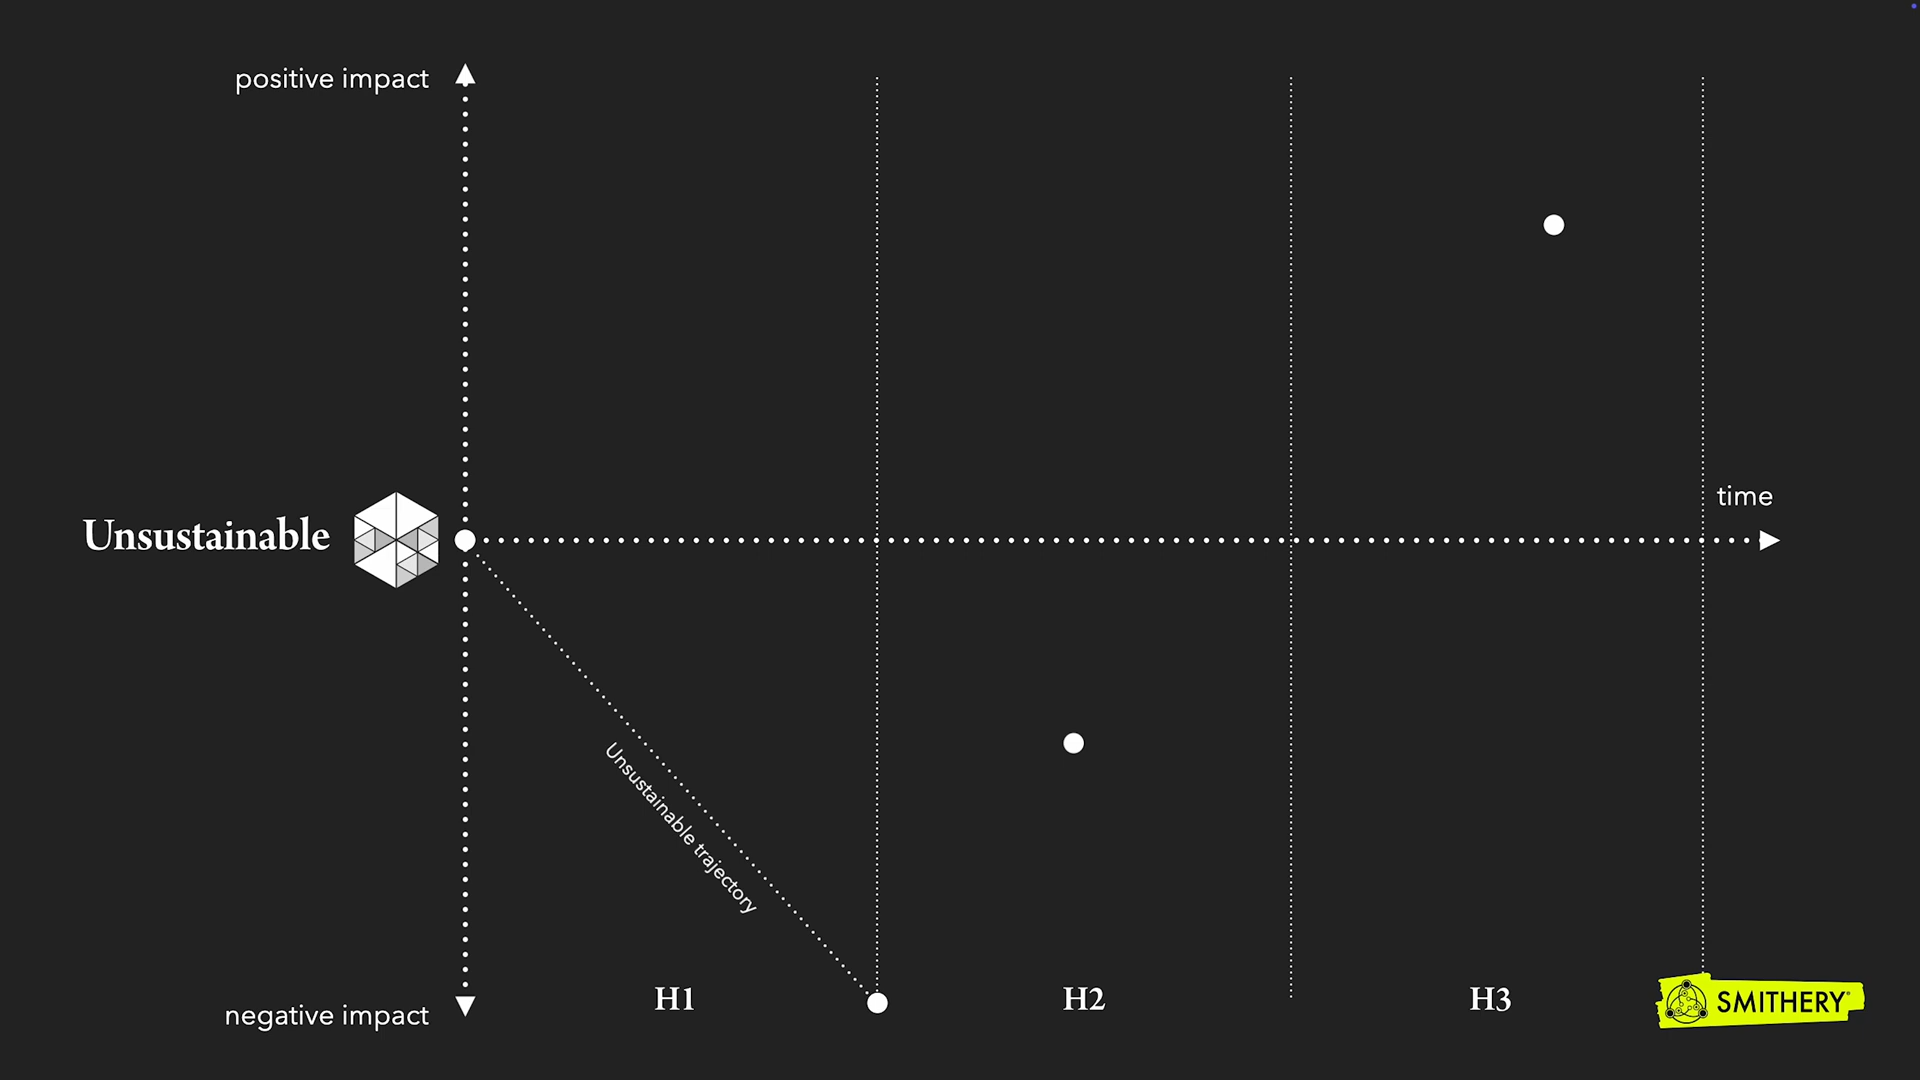 positive impact
time
Unsustainable
Unsustainable trajectory
H1
H2
H3
negative impact
SMITHERY